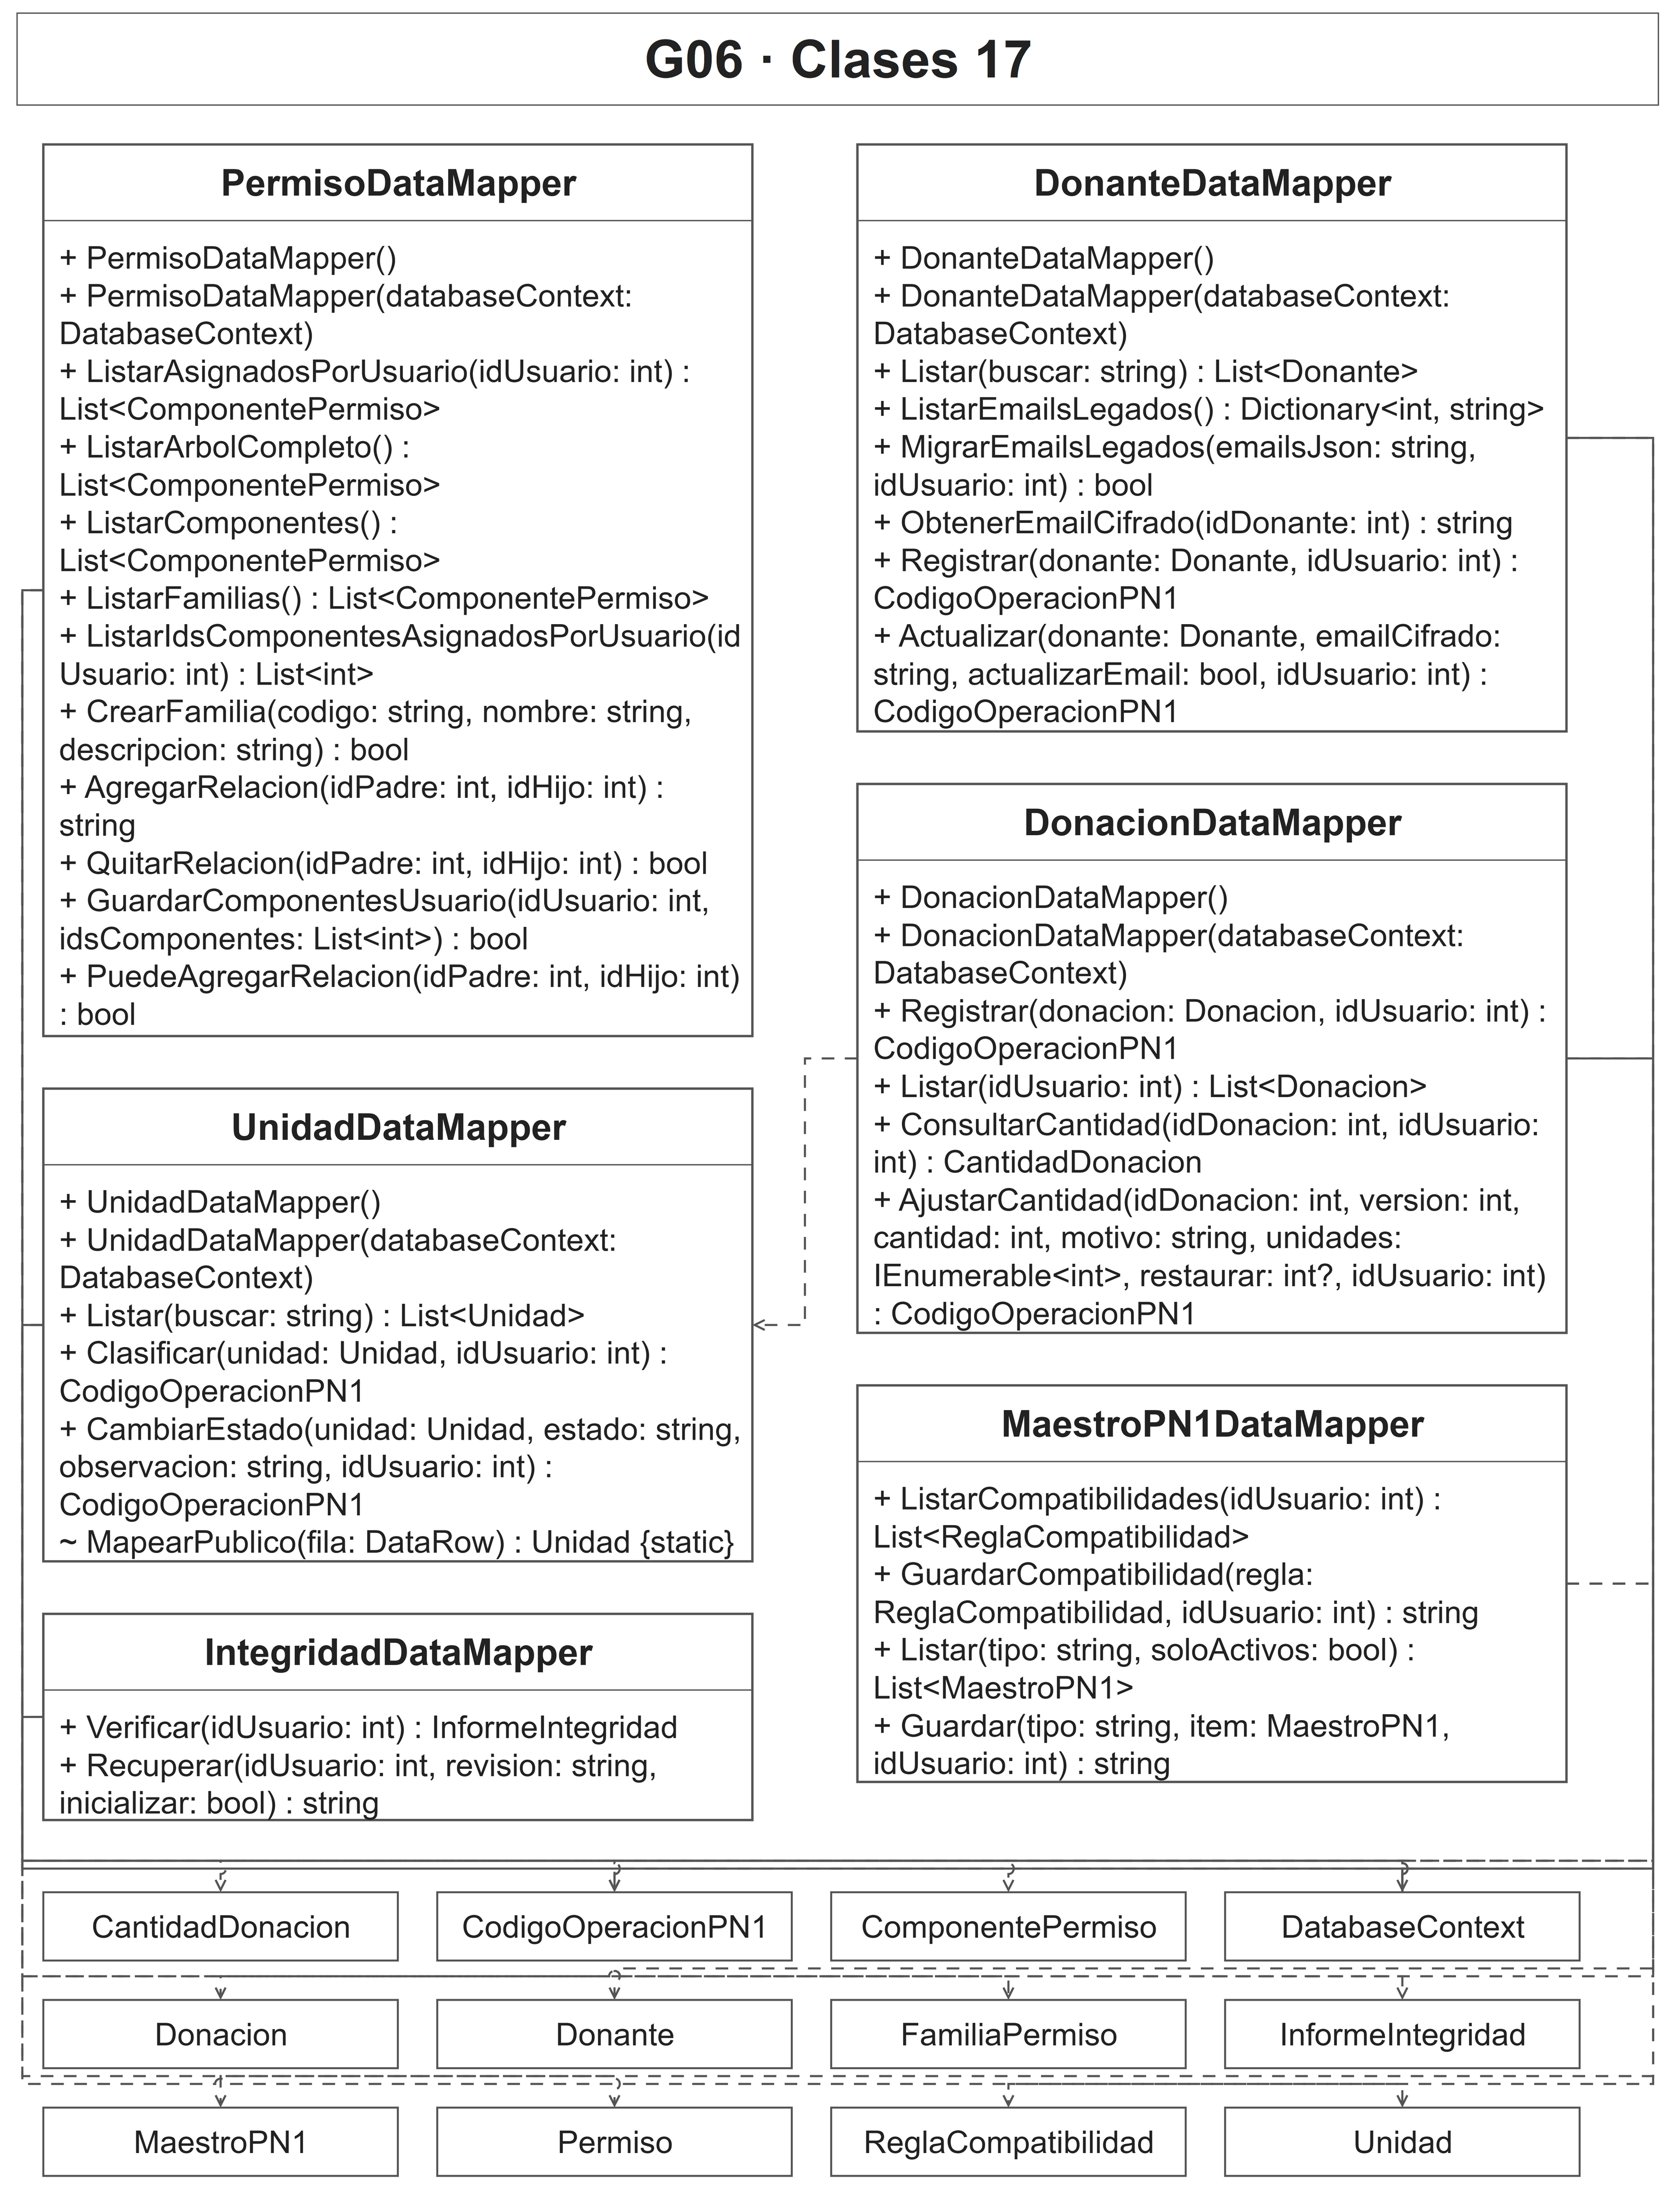 G06 · Clases 17
PermisoDataMapper
+ PermisoDataMapper()
+ PermisoDataMapper(databaseContext:
DatabaseContext)
+ ListarAsignadosPorUsuario(idUsuario: int) :
List<ComponentePermiso>
+ ListarArbolCompleto() :
List<ComponentePermiso>
+ ListarComponentes() :
List<ComponentePermiso>
+ ListarFamilias() : List<ComponentePermiso>
+ ListarIdsComponentesAsignadosPorUsuario(id
Usuario: int) : List<int>
+ CrearFamilia(codigo: string, nombre: string,
descripcion: string) : bool
+ AgregarRelacion(idPadre: int, idHijo: int) :
string
+ QuitarRelacion(idPadre: int, idHijo: int) : bool
+ GuardarComponentesUsuario(idUsuario: int,
idsComponentes: List<int>) : bool
+ PuedeAgregarRelacion(idPadre: int, idHijo: int)
: bool
DonanteDataMapper
+ DonanteDataMapper()
+ DonanteDataMapper(databaseContext:
DatabaseContext)
+ Listar(buscar: string) : List<Donante>
+ ListarEmailsLegados() : Dictionary<int, string>
+ MigrarEmailsLegados(emailsJson: string,
idUsuario: int) : bool
+ ObtenerEmailCifrado(idDonante: int) : string
+ Registrar(donante: Donante, idUsuario: int) :
CodigoOperacionPN1
+ Actualizar(donante: Donante, emailCifrado:
string, actualizarEmail: bool, idUsuario: int) :
CodigoOperacionPN1
UnidadDataMapper
+ UnidadDataMapper()
+ UnidadDataMapper(databaseContext:
DatabaseContext)
+ Listar(buscar: string) : List<Unidad>
+ Clasificar(unidad: Unidad, idUsuario: int) :
CodigoOperacionPN1
+ CambiarEstado(unidad: Unidad, estado: string,
observacion: string, idUsuario: int) :
CodigoOperacionPN1
~ MapearPublico(fila: DataRow) : Unidad {static}
DonacionDataMapper
+ DonacionDataMapper()
+ DonacionDataMapper(databaseContext:
DatabaseContext)
+ Registrar(donacion: Donacion, idUsuario: int) :
CodigoOperacionPN1
+ Listar(idUsuario: int) : List<Donacion>
+ ConsultarCantidad(idDonacion: int, idUsuario:
int) : CantidadDonacion
+ AjustarCantidad(idDonacion: int, version: int,
cantidad: int, motivo: string, unidades:
IEnumerable<int>, restaurar: int?, idUsuario: int)
: CodigoOperacionPN1
IntegridadDataMapper
+ Verificar(idUsuario: int) : InformeIntegridad
+ Recuperar(idUsuario: int, revision: string,
inicializar: bool) : string
MaestroPN1DataMapper
+ ListarCompatibilidades(idUsuario: int) :
List<ReglaCompatibilidad>
+ GuardarCompatibilidad(regla:
ReglaCompatibilidad, idUsuario: int) : string
+ Listar(tipo: string, soloActivos: bool) :
List<MaestroPN1>
+ Guardar(tipo: string, item: MaestroPN1,
idUsuario: int) : string
CantidadDonacion
CodigoOperacionPN1
ComponentePermiso
DatabaseContext
Donacion
Donante
FamiliaPermiso
InformeIntegridad
MaestroPN1
Permiso
ReglaCompatibilidad
Unidad